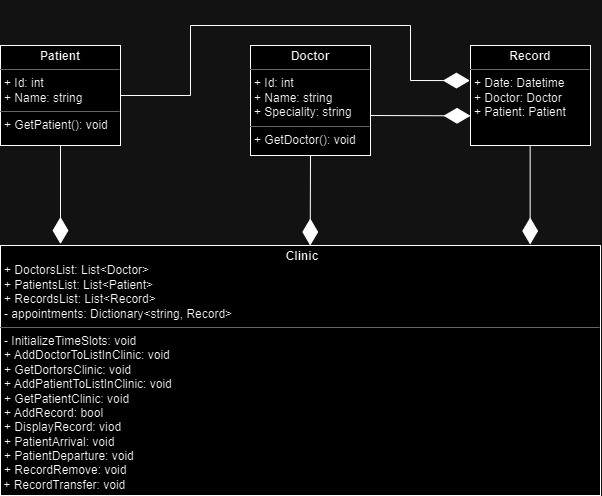 Patient
+ Id: int
+ Name: string
+ GetPatient(): void
Doctor
+ Id: int
+ Name: string
+ Speciality: string
+ GetDoctor(): void
Record
+ Date: Datetime
+ Doctor: Doctor
+ Patient: Patient
Clinic
+ DoctorsList: List<Doctor>
+ PatientsList: List<Patient>
+ RecordsList: List<Record>
- appointments: Dictionary<string, Record>
- InitializeTimeSlots: void
+ AddDoctorToListInClinic: void
+ GetDortorsClinic: void
+ AddPatientToListInClinic: void
+ GetPatientClinic: void
+ AddRecord: bool
+ DisplayRecord: viod
+ PatientArrival: void
+ PatientDeparture: void
+ RecordRemove: void
+ RecordTransfer: void